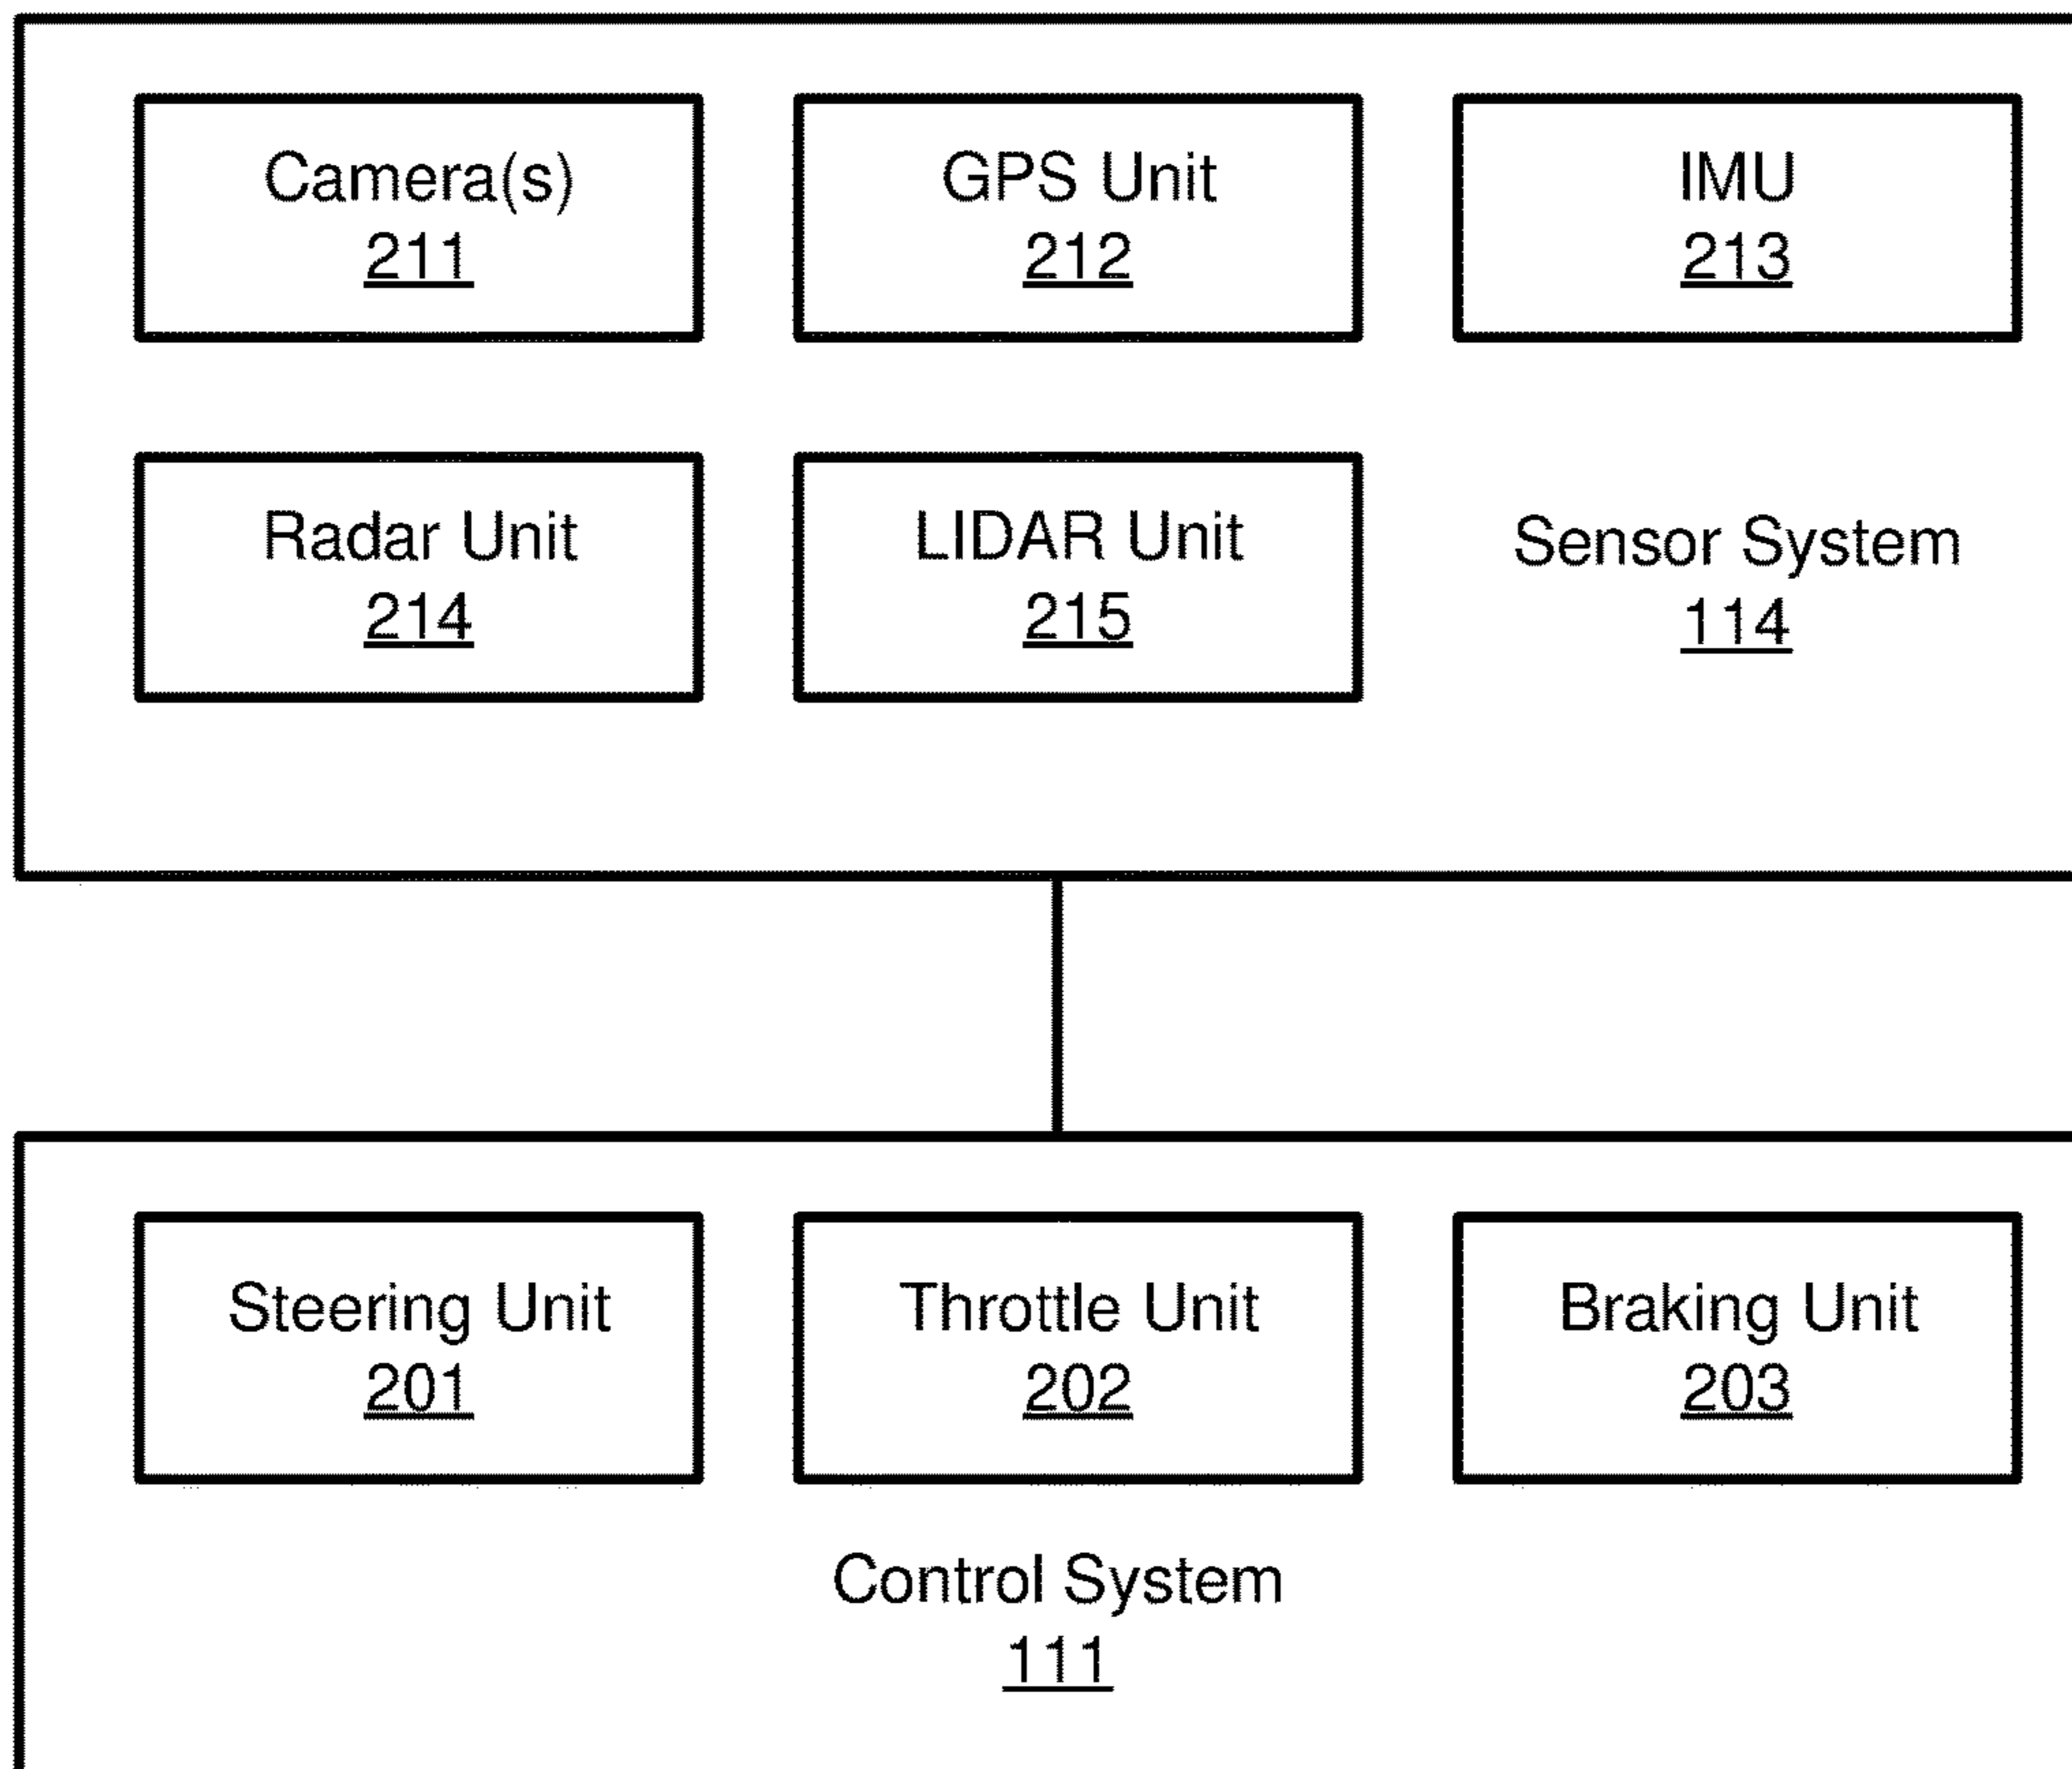 Camera(s)
211
GPS Unit
212
IMU
213
Radar Unit
214
LIDAR Unit
215
Sensor System
114
Steering Unit
201
Throttle Unit
202
Braking Unit
203
Control System
111